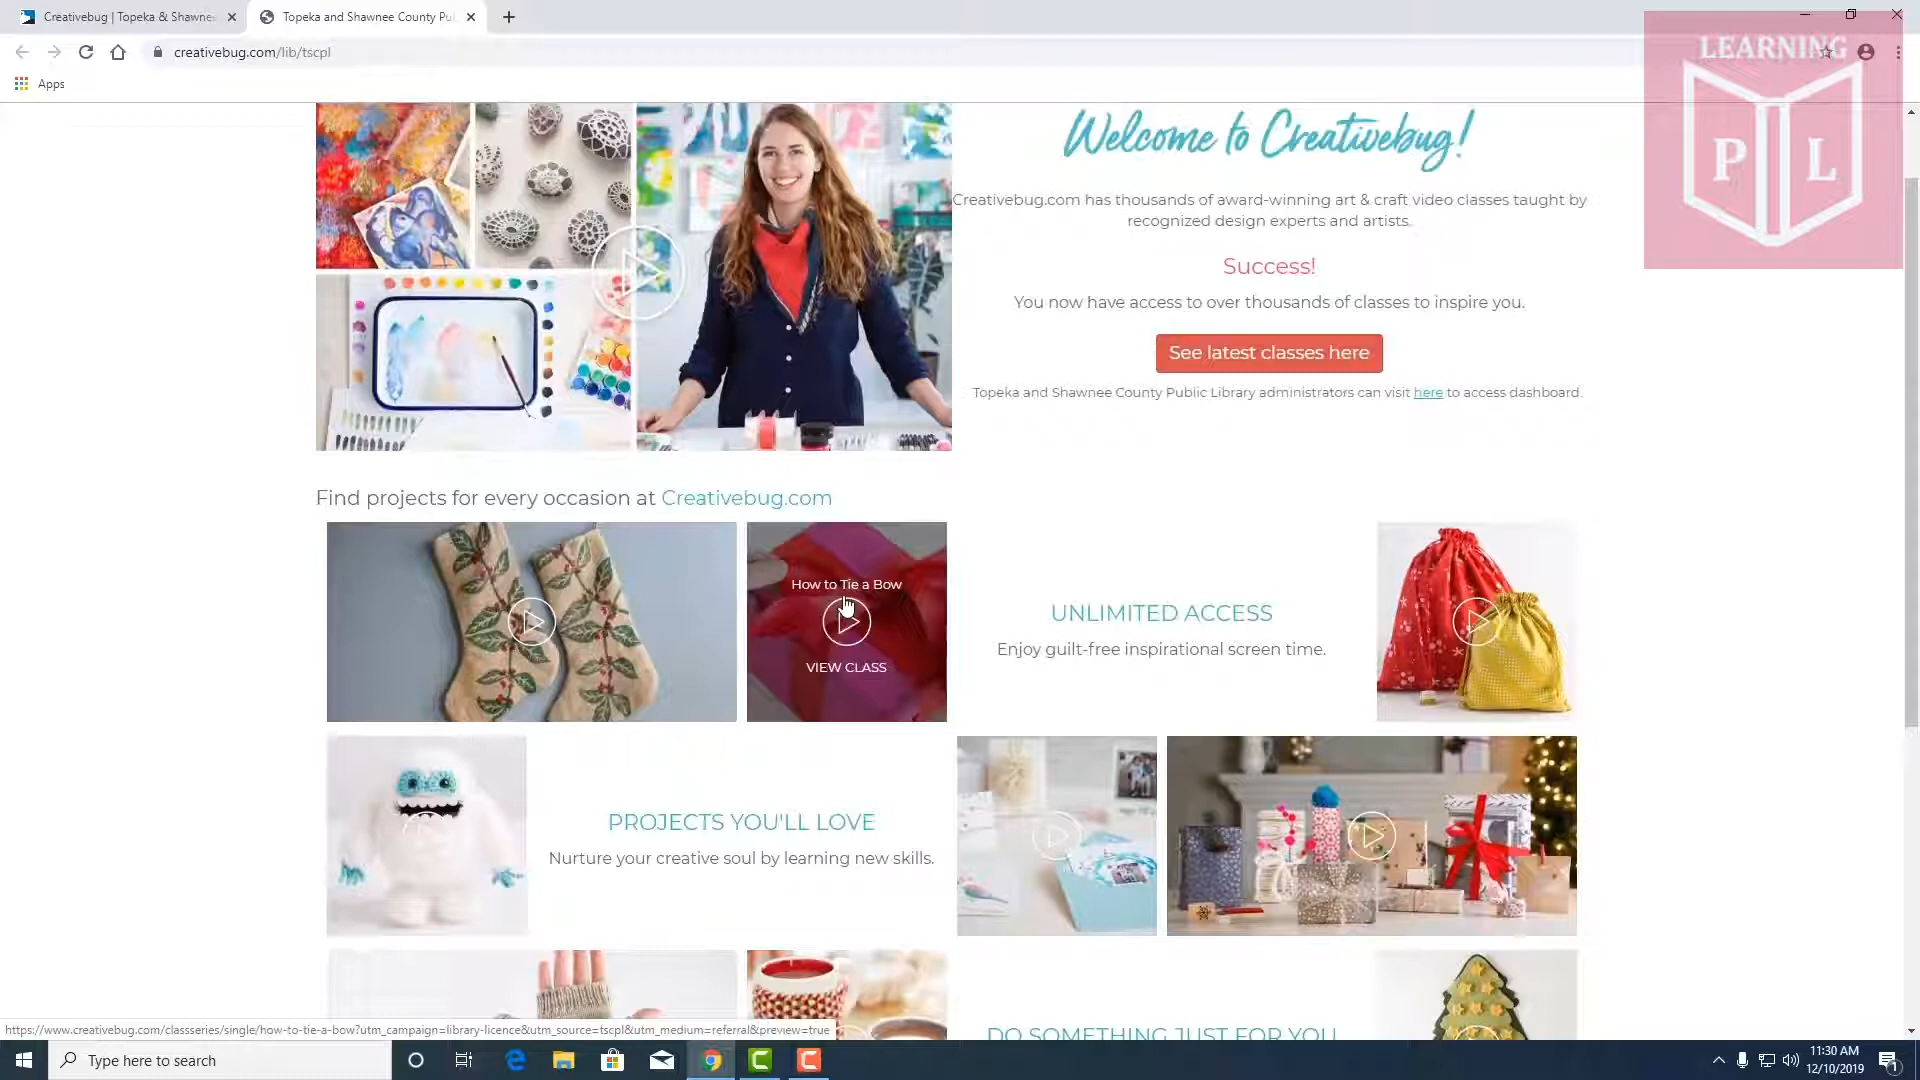 Creativebug | Topeka & Shawne
Topeka and Shawnee County Pu
creativebug.com/lib/tscpl
Apps
LEARNING
P L
Welcome to Creativebug!
Creativebug.com has thousands of award-winning art & craft video classes taught by
recognized design experts and artists.
Success!
You now have access to over thousands of classes to inspire you.
See latest classes here
Topeka and Shawnee County Public Library administrators can visit here to access dashboard.
Find projects for every occasion at Creativebug.com
How to Tie a Bow
VIEW CLASS
UNLIMITED ACCESS
Enjoy guilt-free inspirational screen time.
PROJECTS YOU'LL LOVE
Nurture your creative soul by learning new skills.
DO SOMETHING JUST FOR YOU
https://www.creativebug.com/classseries/single/how-to-tie-a-bow?utm_campaign=library-licence&utm_source=tscpl&utm_medium=referral&preview=true
Type here to search
11:30 AM
12/10/2019
1